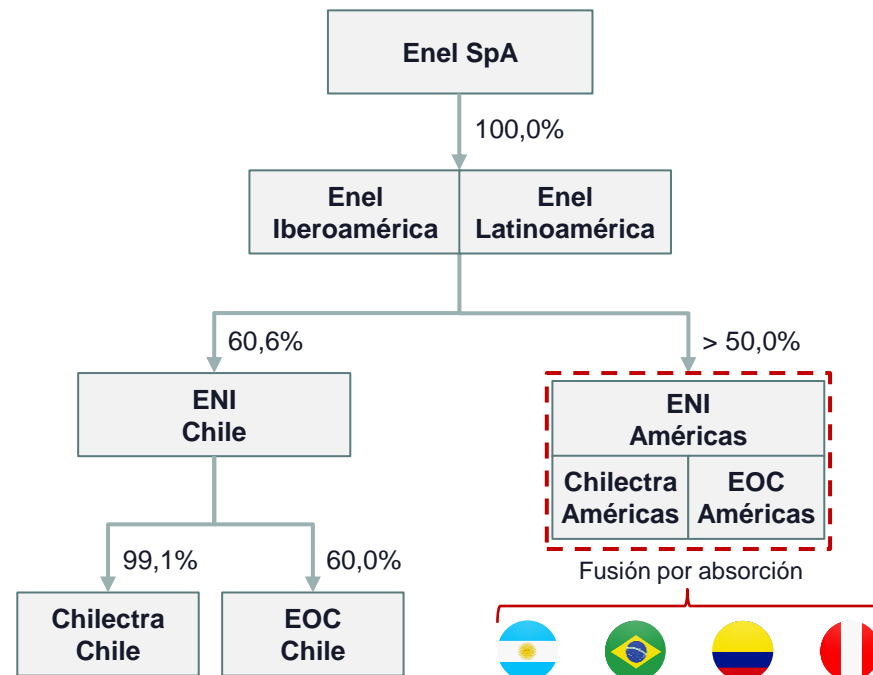 Enel SpA
100,0%
Enel
Iberoamérica
Enel
Latinoamérica
60,6%
> 50,0%
ENI
Chile
ENI
Américas
Chilectra
Américas
EOC
Américas
99,1%
60,0%
Fusión por absorción
Chilectra
Chile
EOC
Chile